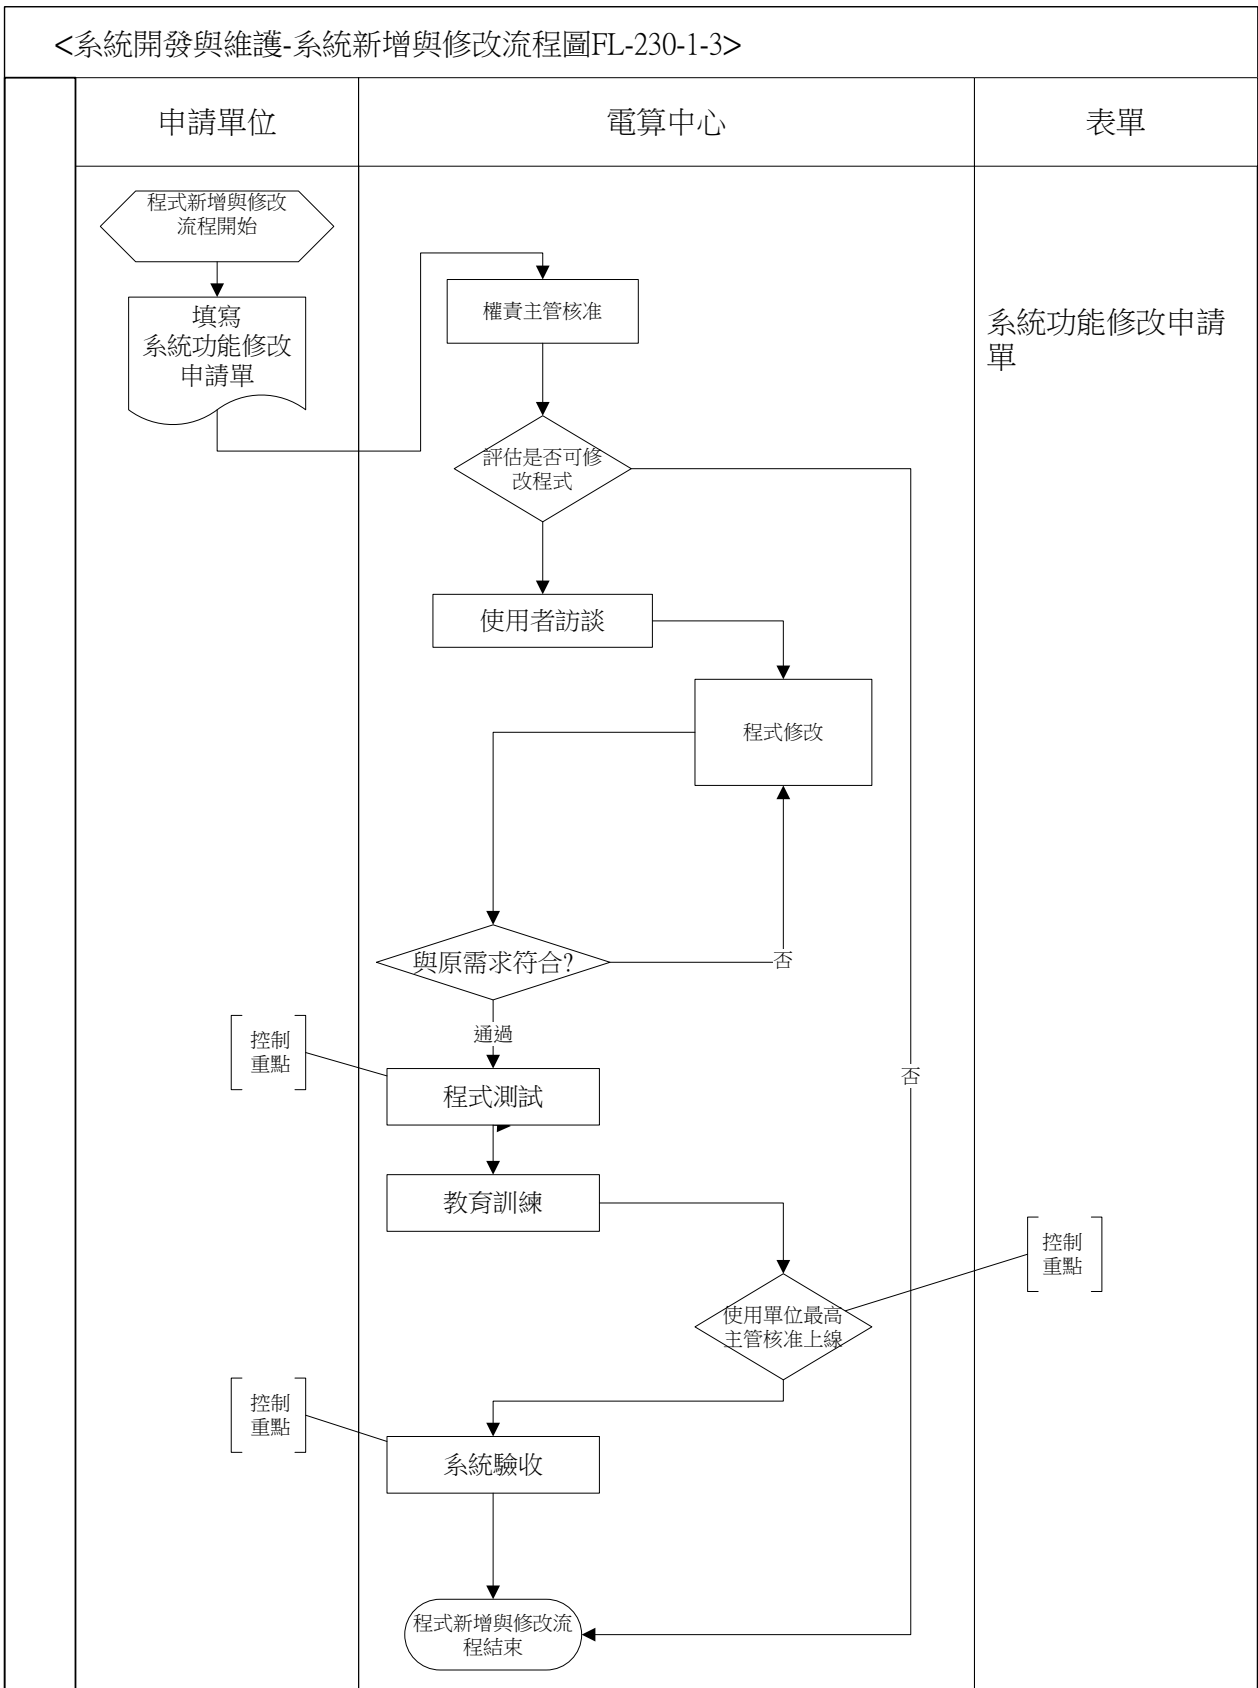 <系統開發與維護-系統新增與修改流程圖FL-230-1-3>
申請單位
電算中心
表單
程式新增與修改
流程開始
填寫
系統功能修改
申請單
權責主管核准
系統功能修改申請
單
評估是否可修
改程式
使用者訪談
程式修改
與原需求符合?
否
通過
控制
重點
程式測試
否
教育訓練
控制
重點
使用單位最高
主管核准上線
控制
重點
系統驗收
程式新增與修改流
程結束